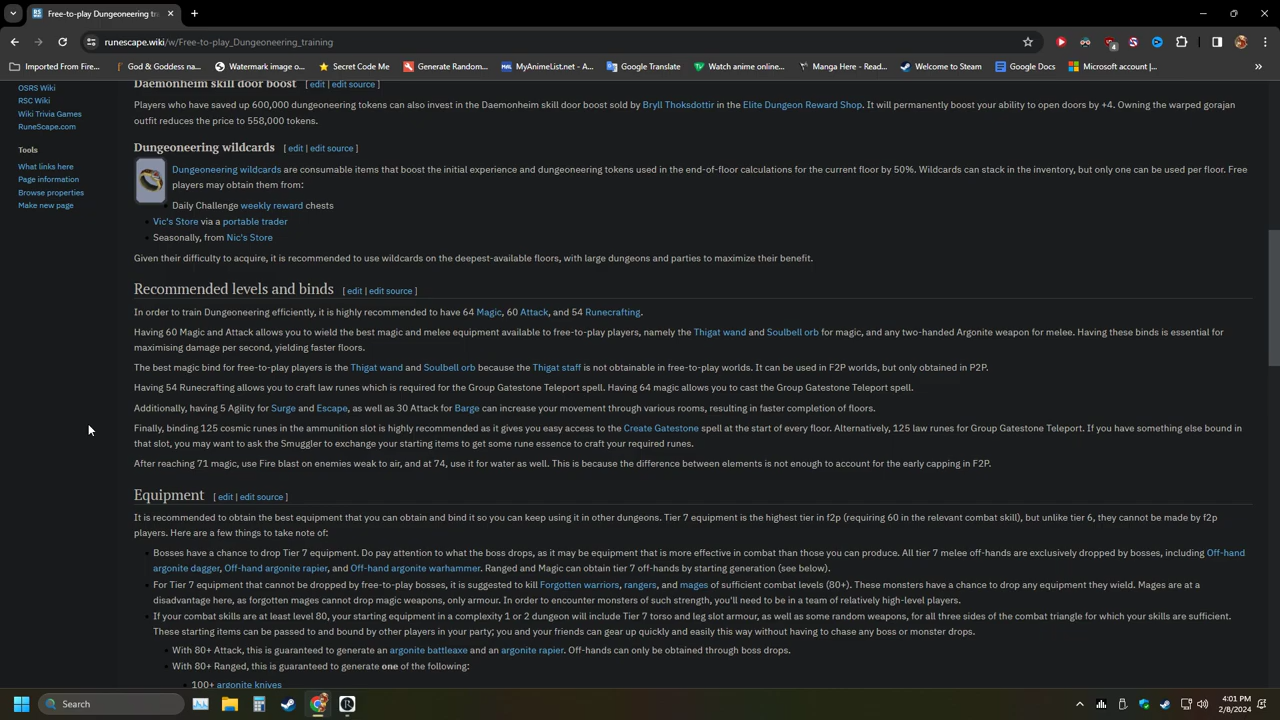 Free-to-play Dungeoneering tr
runescape.wiki/w/Free-to-play_Dungeoneering_training
4
Imported From Fire...
God & Goddess na...
Watermark image o...
Secret Code Me
Generate Random...
MyAnimeList.net - A...
Google Translate
Watch anime online...
Manga Here - Read...
Welcome to Steam
Google Docs
Microsoft account |...
»
OSRS Wiki
RSC Wiki
Wiki Trivia Games
RuneScape.com
Tools
What links here
Page information
Browse properties
Make new page
Daemonheim skill door boost [ edit | edit source ]
Players who have saved up 600,000 dungeoneering tokens can also invest in the Daemonheim skill door boost sold by Bryll Thoksdottir in the Elite Dungeon Reward Shop. It will permanently boost your ability to open doors by +4. Owning the warped gorajan
outfit reduces the price to 558,000 tokens.
Dungeoneering wildcards [ edit | edit source ]
Dungeoneering wildcards are consumable items that boost the initial experience and dungeoneering tokens used in the end-of-floor calculations for the current floor by 50%. Wildcards can stack in the inventory, but only one can be used per floor. Free
players may obtain them from:
Daily Challenge weekly reward chests
• Vic's Store via a portable trader
• Seasonally, from Nic's Store
Given their difficulty to acquire, it is recommended to use wildcards on the deepest-available floors, with large dungeons and parties to maximize their benefit.
Recommended levels and binds [ edit | edit source ]
In order to train Dungeoneering efficiently, it is highly recommended to have 64 Magic, 60 Attack, and 54 Runecrafting.
Having 60 Magic and Attack allows you to wield the best magic and melee equipment available to free-to-play players, namely the Thigat wand and Soulbell orb for magic, and any two-handed Argonite weapon for melee. Having these binds is essential for
maximising damage per second, yielding faster floors.
The best magic bind for free-to-play players is the Thigat wand and Soulbell orb because the Thigat staff is not obtainable in free-to-play worlds. It can be used in F2P worlds, but only obtained in P2P.
Having 54 Runecrafting allows you to craft law runes which is required for the Group Gatestone Teleport spell. Having 64 magic allows you to cast the Group Gatestone Teleport spell.
Additionally, having 5 Agility for Surge and Escape, as well as 30 Attack for Barge can increase your movement through various rooms, resulting in faster completion of floors.
Finally, binding 125 cosmic runes in the ammunition slot is highly recommended as it gives you easy access to the Create Gatestone spell at the start of every floor. Alternatively, 125 law runes for Group Gatestone Teleport. If you have something else bound in
that slot, you may want to ask the Smuggler to exchange your starting items to get some rune essence to craft your required runes.
After reaching 71 magic, use Fire blast on enemies weak to air, and at 74, use it for water as well. This is because the difference between elements is not enough to account for the early capping in F2P.
Equipment [ edit | edit source ]
It is recommended to obtain the best equipment that you can obtain and bind it so you can keep using it in other dungeons. Tier 7 equipment is the highest tier in f2p (requiring 60 in the relevant combat skill), but unlike tier 6, they cannot be made by f2p
players. Here are a few things to take note of:
• Bosses have a chance to drop Tier 7 equipment. Do pay attention to what the boss drops, as it may be equipment that is more effective in combat than those you can produce. All tier 7 melee off-hands are exclusively dropped by bosses, including Off-hand
argonite dagger, Off-hand argonite rapier, and Off-hand argonite warhammer. Ranged and Magic can obtain tier 7 off-hands by starting generation (see below).
• For Tier 7 equipment that cannot be dropped by free-to-play bosses, it is suggested to kill Forgotten warriors, rangers, and mages of sufficient combat levels (80+). These monsters have a chance to drop any equipment they wield. Mages are at a
disadvantage here, as forgotten mages cannot drop magic weapons, only armour. In order to encounter monsters of such strength, you'll need to be in a team of relatively high-level players.
• If your combat skills are at least level 80, your starting equipment in a complexity 1 or 2 dungeon will include Tier 7 torso and leg slot armour, as well as some random weapons, for all three sides of the combat triangle for which your skills are sufficient.
These starting items can be passed to and bound by other players in your party; you and your friends can gear up quickly and easily this way without having to chase any boss or monster drops.
• With 80+ Attack, this is guaranteed to generate an argonite battleaxe and an argonite rapier. Off-hands can only be obtained through boss drops.
• With 80+ Ranged, this is guaranteed to generate one of the following:
• 100+ argonite knives
Search
4:01 PM
2/8/2024